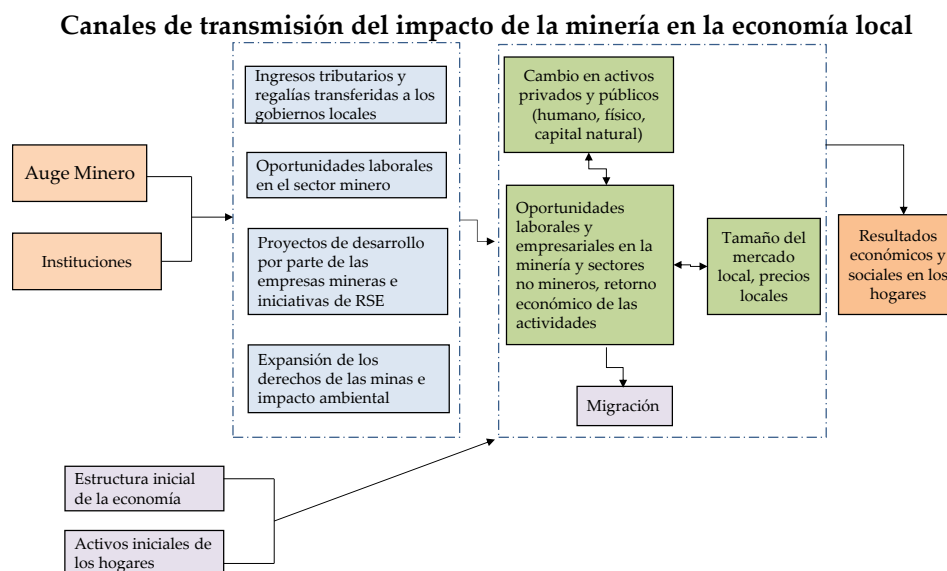 Canales de transmisión del impacto de la minería en la economía local
Auge Minero
Instituciones
Ingresos tributarios y
regalías transferidas a los
gobiernos locales
Oportunidades laborales
en el sector minero
Proyectos de desarrollo
por parte de las
empresas mineras e
iniciativas de RSE
Expansión de los
derechos de las minas e
impacto ambiental
Cambio en activos
privados y públicos
(humano, físico,
capital natural)
Oportunidades
laborales y
empresariales en la
minería y sectores
no mineros, retorno
económico de las
actividades
Tamaño del
mercado local, precios
locales
Migración
Resultados
económicos y
sociales en los
hogares
Estructura inicial
de la economía
Activos iniciales de
los hogares